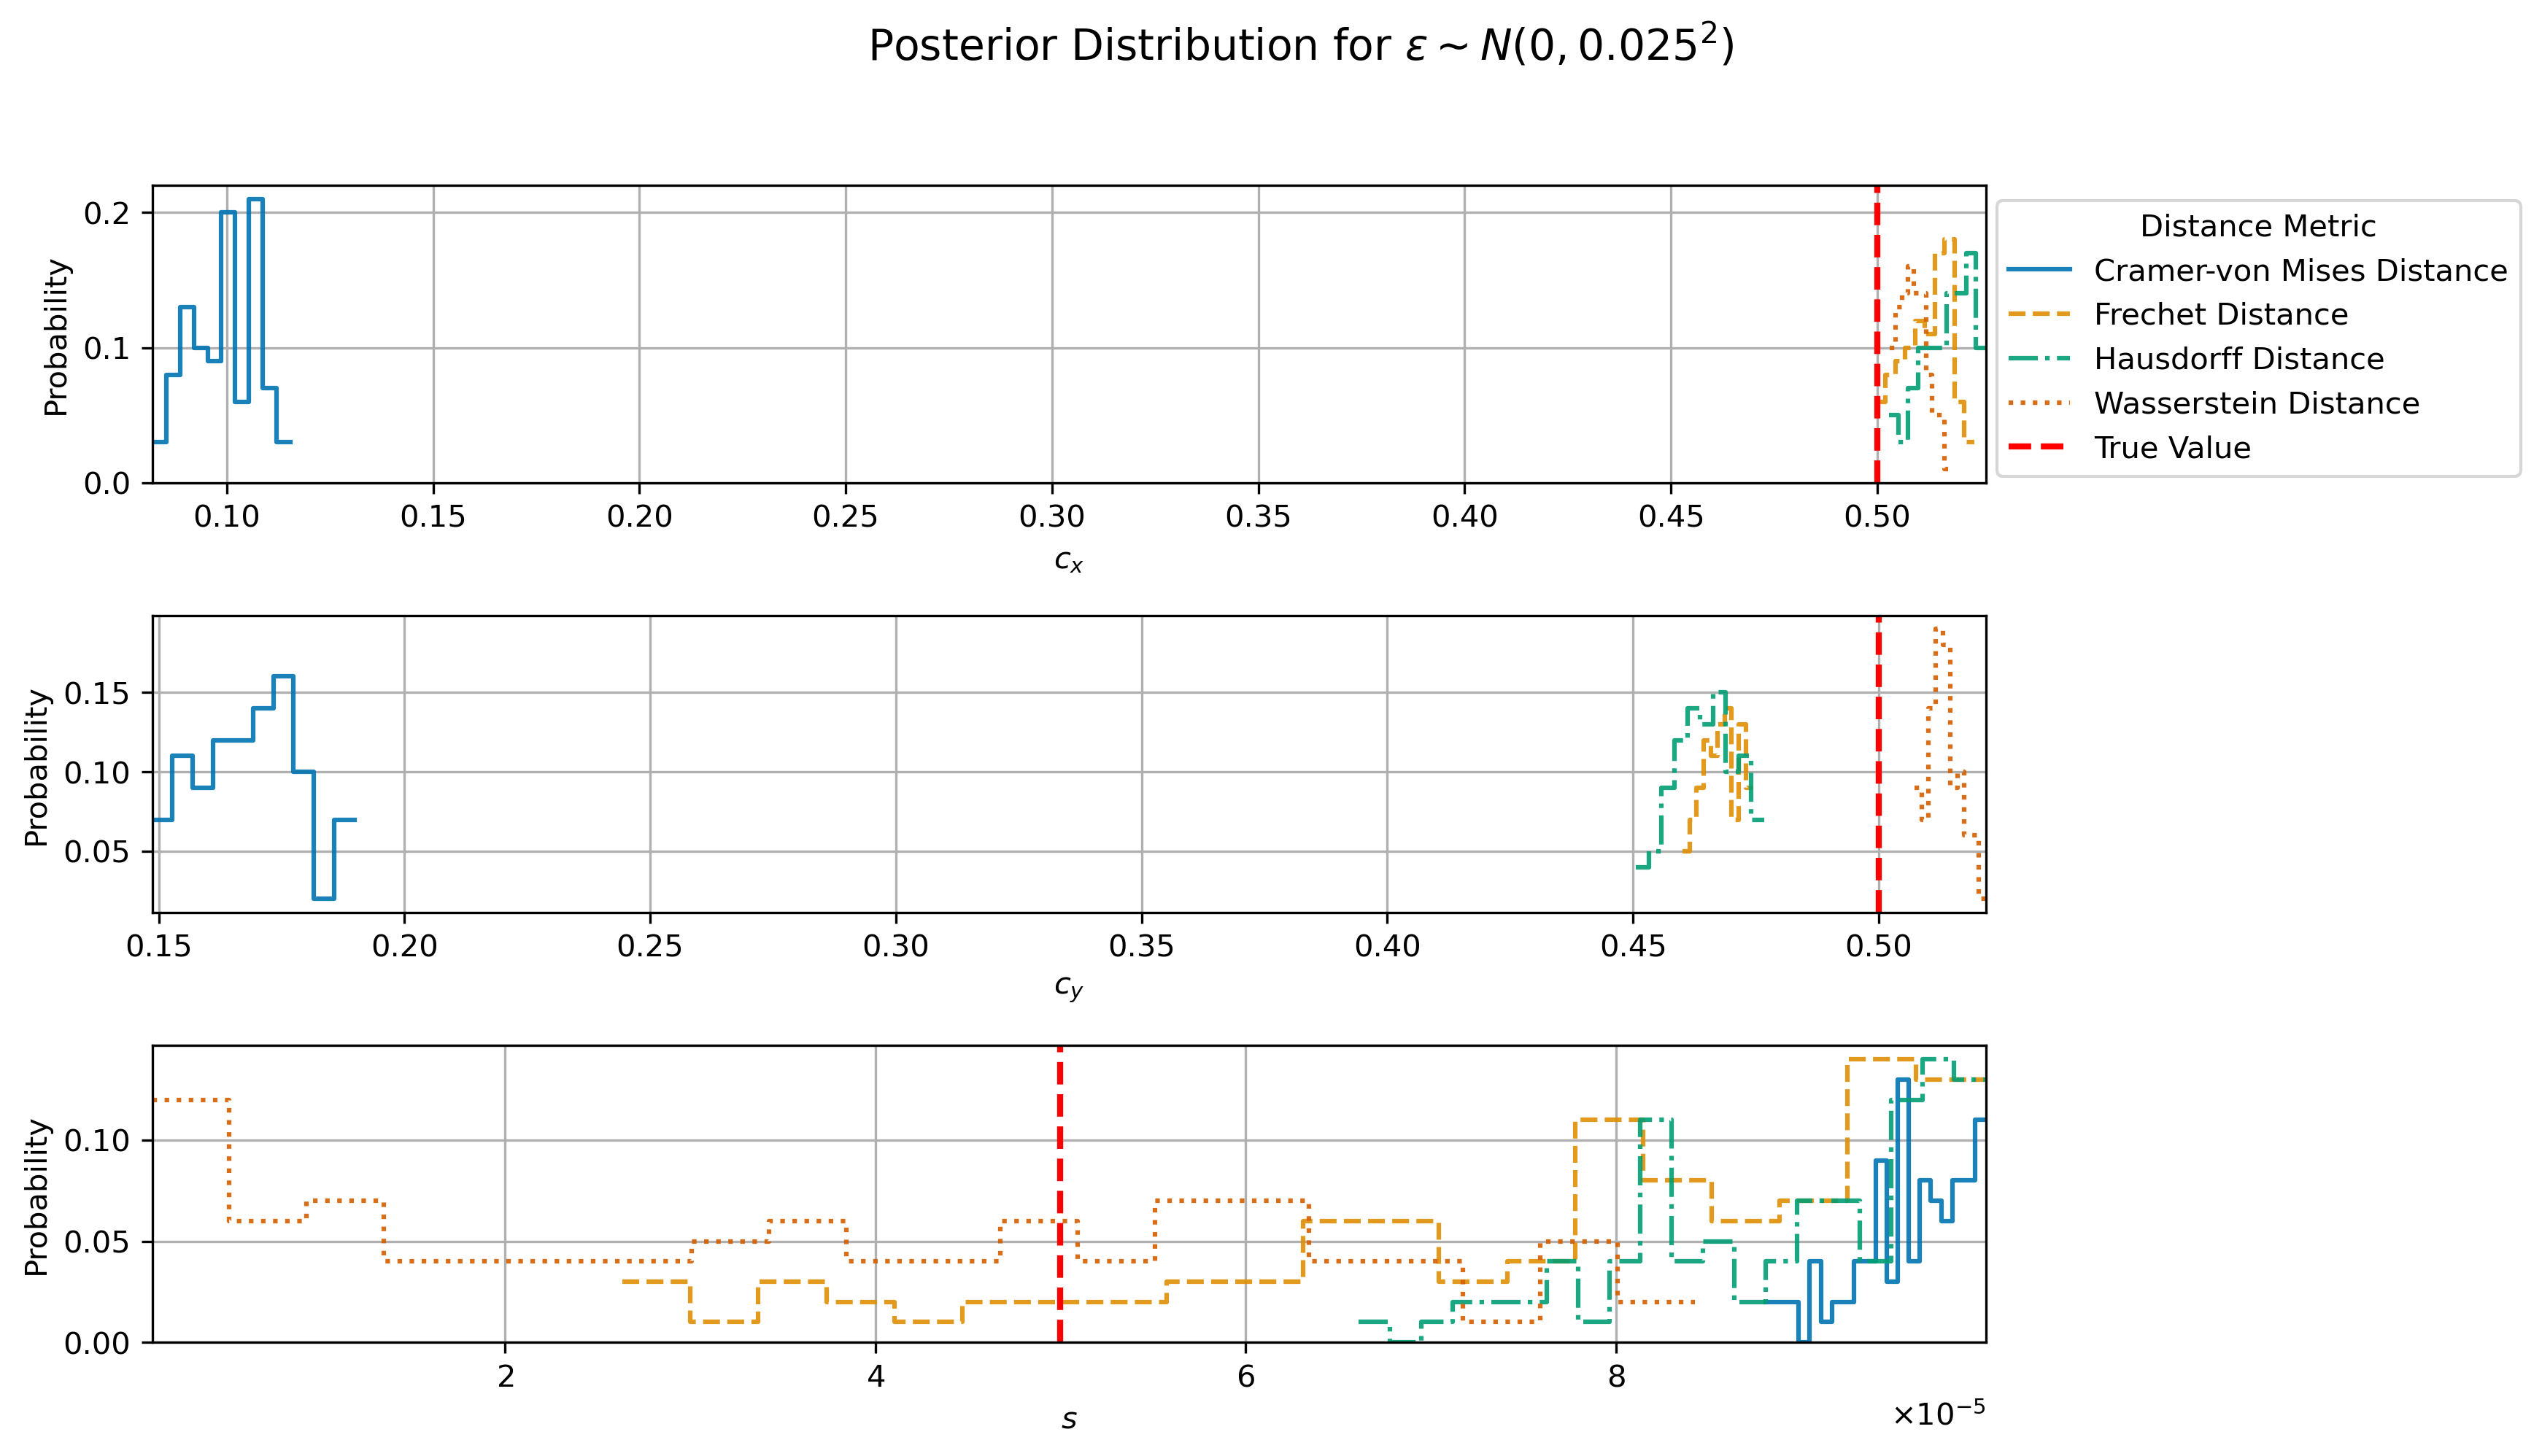 Posterior Distribution for ε ~ N(0, 0.025²)
0.2
0.1
0.0
Probability
0.10 0.15 0.20 0.25 0.30 0.35 0.40 0.45 0.50
c_x
Distance Metric
Cramer-von Mises Distance
Frechet Distance
Hausdorff Distance
Wasserstein Distance
True Value
0.15
0.10
0.05
Probability
0.15 0.20 0.25 0.30 0.35 0.40 0.45 0.50
c_y
0.10
0.05
0.00
Probability
2 4 6 8
×10⁻⁵
s